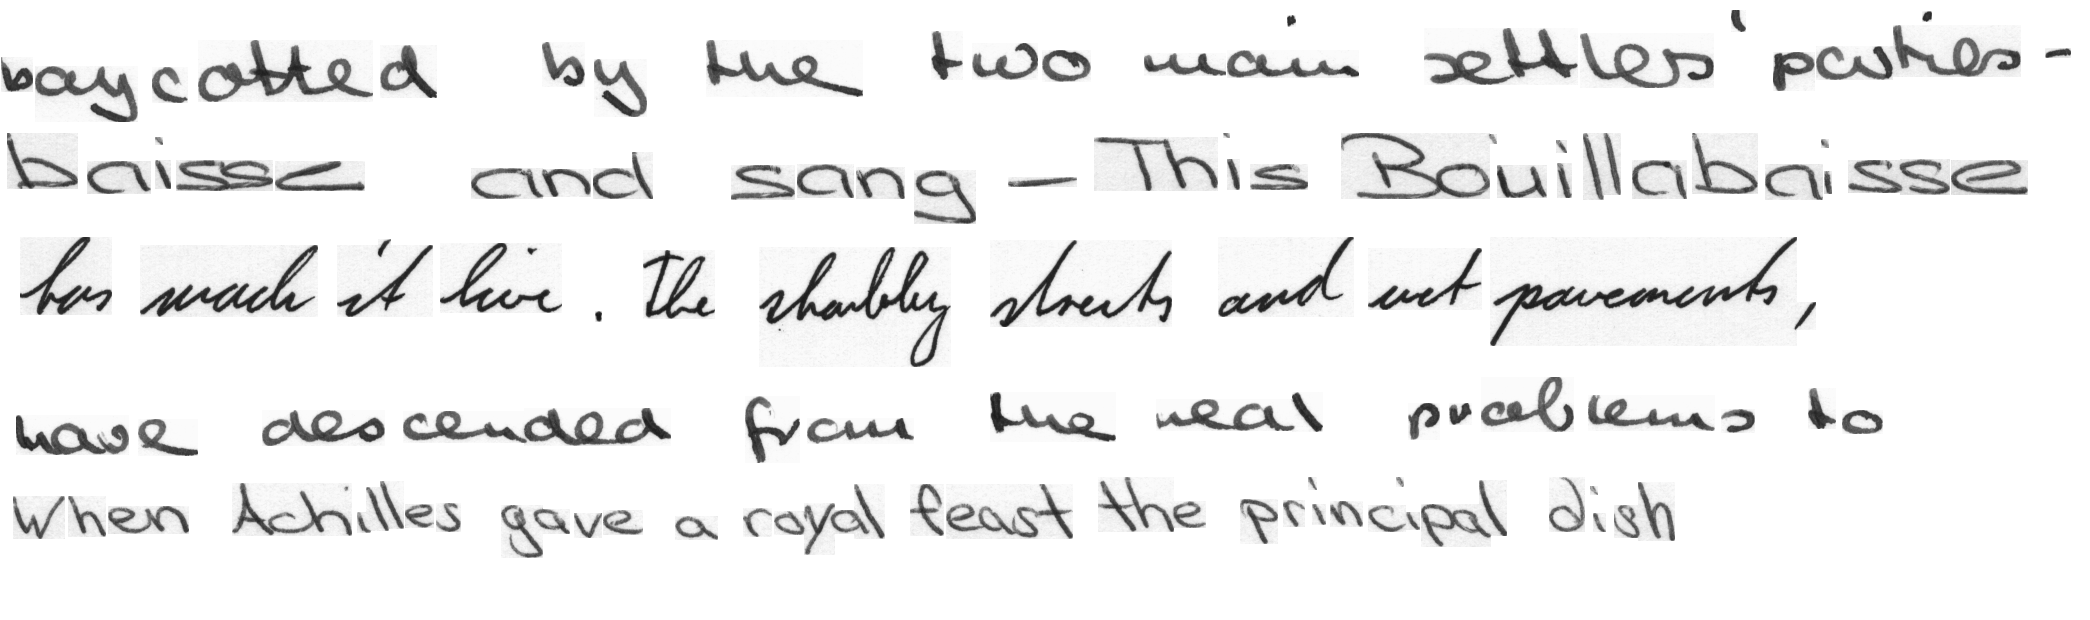 boycotted by the two main settlers' parties -
baisse and sang - This Bouillabaisse
has made it live. The shabby streets and wet pavements,
have descended from the real problems to
When Achilles gave a royal feast the principal dish